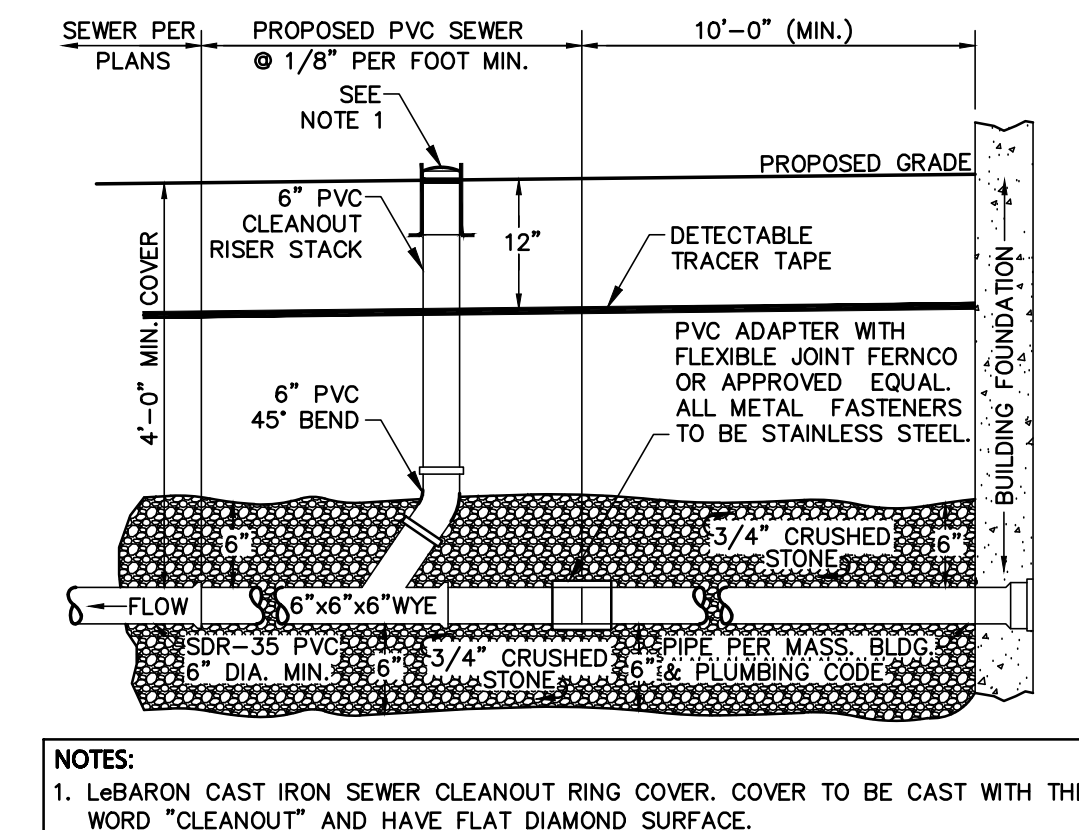 SEWER PER
PLANS
PROPOSED PVC SEWER
@ 1/8" PER FOOT MIN.
10'-0" (MIN.)
SEE
NOTE 1
PROPOSED GRADE
6" PVC
CLEANOUT
RISER STACK
12"
DETECTABLE
TRACER TAPE
4'-0" MIN. COVER
PVC ADAPTER WITH
FLEXIBLE JOINT FERNCO
OR APPROVED EQUAL.
ALL METAL FASTENERS
TO BE STAINLESS STEEL.
6" PVC
45° BEND
BUILDING FOUNDATION
6"
3/4" CRUSHED
STONE
6"
FLOW
6"x6"x6"WYE
SDR-35 PVC
6" DIA. MIN.
6"
3/4" CRUSHED
STONE
6"
PIPE PER MASS. BLDG.
& PLUMBING CODE
NOTES:
1. LeBARON CAST IRON SEWER CLEANOUT RING COVER. COVER TO BE CAST WITH
WORD "CLEANOUT" AND HAVE FLAT DIAMOND SURFACE.